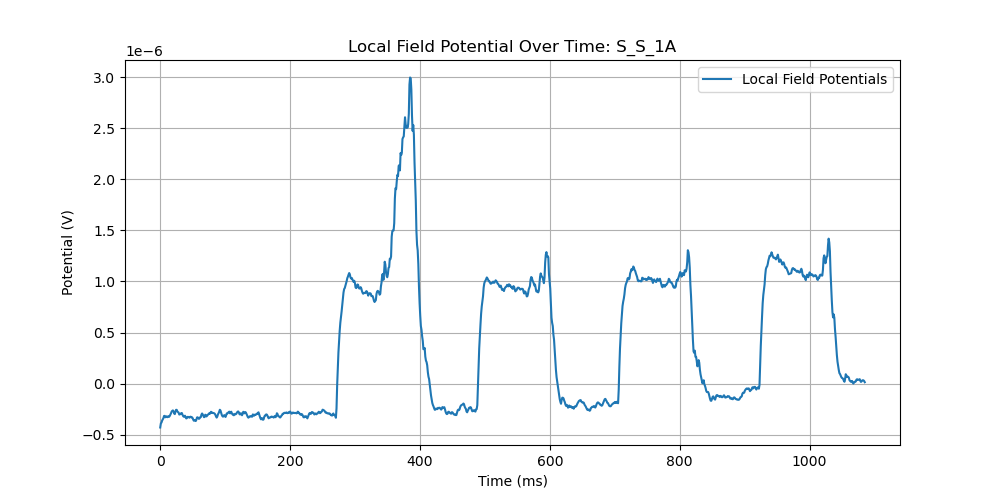 Local Field Potential Over Time: S_S_1A
1e−6
Local Field Potentials
3.0
2.5
2.0
1.5
1.0
0.5
0.0
−0.5
Potential (V)
0 200 400 600 800 1000
Time (ms)